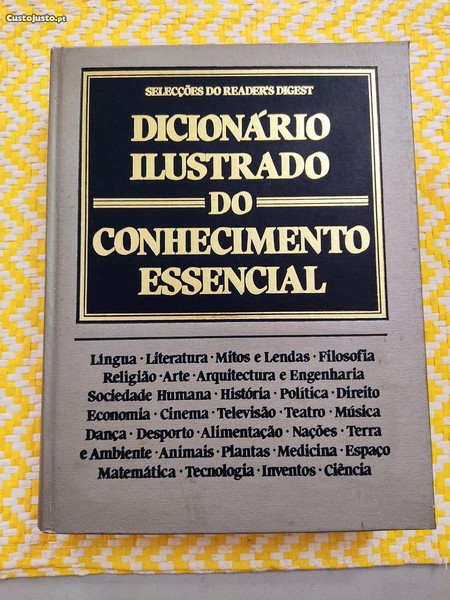 CustoJusto.pt
SELECÇÕES DO READER'S DIGEST
DICIONÁRIO
ILUSTRADO
DO
CONHECIMENTO
ESSENCIAL
Língua · Literatura · Mitos e Lendas · Filosofia
Religião · Arte · Arquitectura e Engenharia
Sociedade Humana · História · Política · Direito
Economia · Cinema · Televisão · Teatro · Música
Dança · Desporto · Alimentação · Nações · Terra
e Ambiente · Animais · Plantas · Medicina · Espaço
Matemática · Tecnologia · Inventos · Ciência